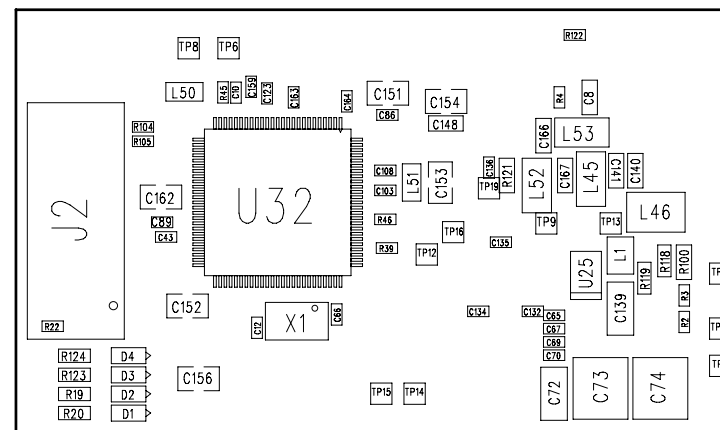 R122
TP8 TP6
L50 R45 C10 C159 C123 C163 C164 C151 C154 R4 C8
C86 C148
R104
R105
C166 L53
J2 U32
C108 L51 C153 C136 R121 L52 C167 L45 C141 C140
C103 TP19
C162
C89 R46 TP16 TP9 TP13 L46
C43
R39 TP12 C135 L1
U25 R119 R118 R100
TP
C152 X1 C12 C66 C134 C132 C139 R3
R22 C65 R2 TP
C67
R124 D4 C69
C70 TP
R123 D3 C156
R19 D2 TP15 TP14 C72 C73 C74
R20 D1